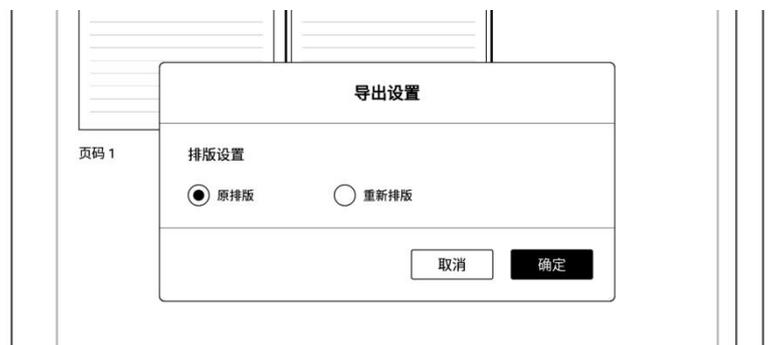 导出设置
页码 1
排版设置
原排版 重新排版
取消 确定